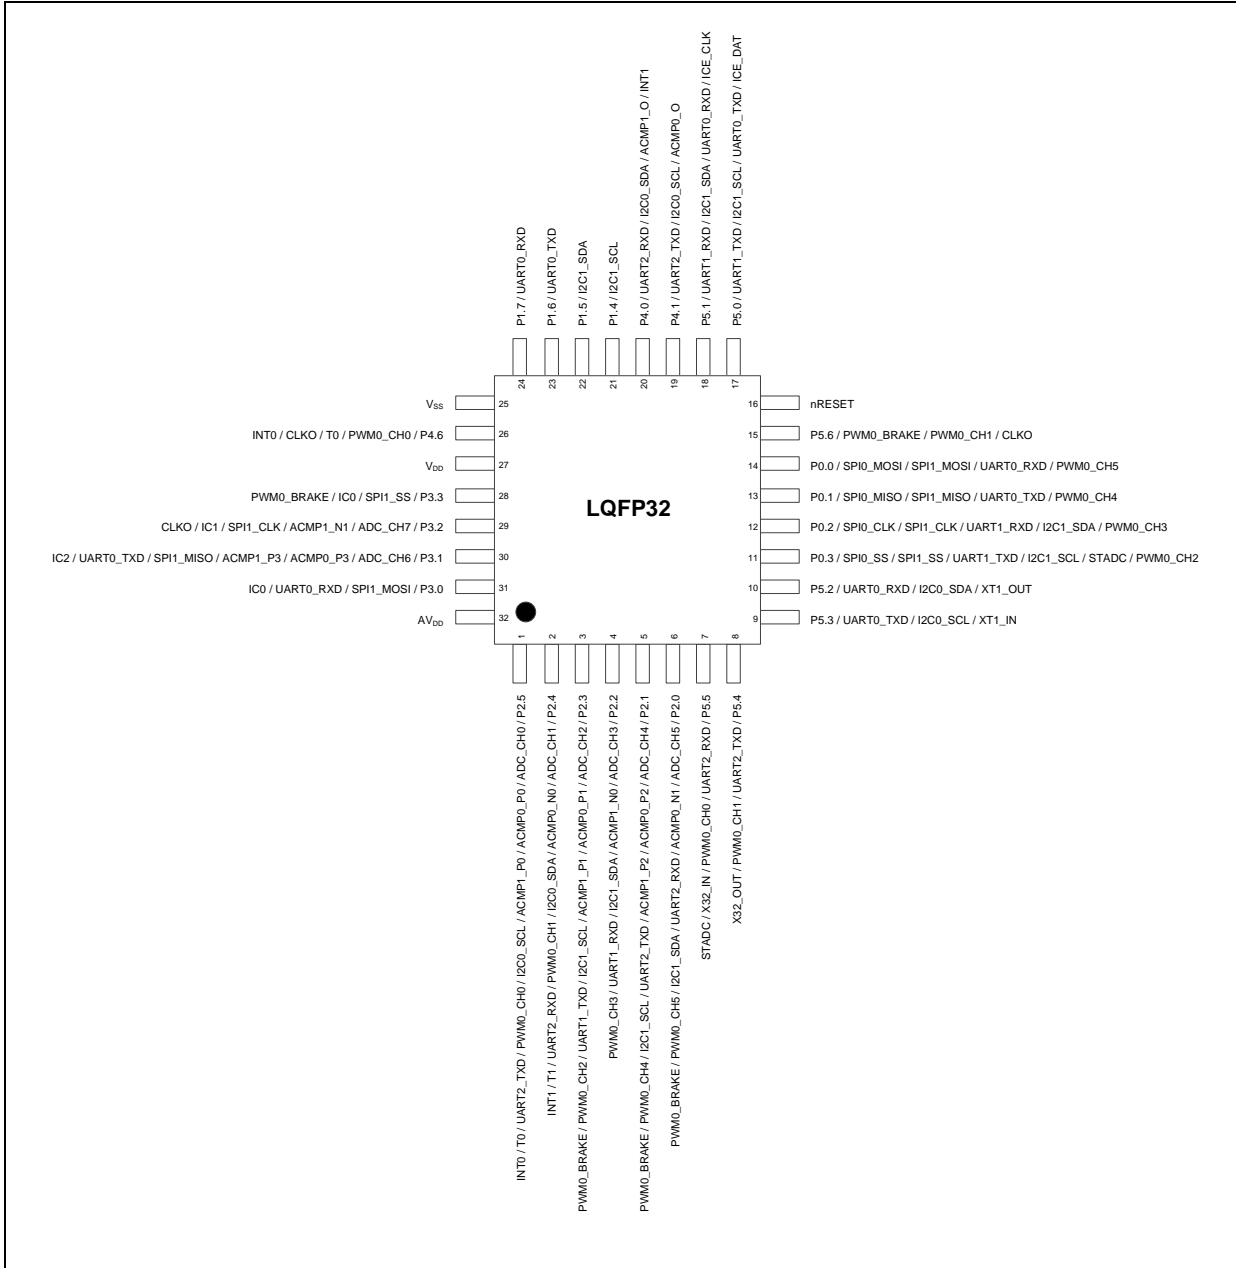 P1.7 / UART0_RXD
P1.6 / UART0_TXD
P1.5 / I2C1_SDA
P1.4 / I2C1_SCL
P4.0 / UART2_RXD / I2C0_SDA / ACMP1_O / INT1
P4.1 / UART2_TXD / I2C0_SCL / ACMP0_O
P5.1 / UART1_RXD / I2C1_SDA / UART0_RXD / ICE_CLK
P5.0 / UART1_TXD / I2C1_SCL / UART0_TXD / ICE_DAT
24
23
22
21
20
19
18
17
VSS 25
INT0 / CLKO / T0 / PWM0_CH0 / P4.6 26
VDD 27
PWM0_BRAKE / IC0 / SPI1_SS / P3.3 28
CLKO / IC1 / SPI1_CLK / ACMP1_N1 / ADC_CH7 / P3.2 29
IC2 / UART0_TXD / SPI1_MISO / ACMP1_P3 / ACMP0_P3 / ADC_CH6 / P3.1 30
IC0 / UART0_RXD / SPI1_MOSI / P3.0 31
AVDD 32
LQFP32
16 nRESET
15 P5.6 / PWM0_BRAKE / PWM0_CH1 / CLKO
14 P0.0 / SPI0_MOSI / SPI1_MOSI / UART0_RXD / PWM0_CH5
13 P0.1 / SPI0_MISO / SPI1_MISO / UART0_TXD / PWM0_CH4
12 P0.2 / SPI0_CLK / SPI1_CLK / UART1_RXD / I2C1_SDA / PWM0_CH3
11 P0.3 / SPI0_SS / SPI1_SS / UART1_TXD / I2C1_SCL / STADC / PWM0_CH2
10 P5.2 / UART0_RXD / I2C0_SDA / XT1_OUT
9 P5.3 / UART0_TXD / I2C0_SCL / XT1_IN
1
2
3
4
5
6
7
8
INT0 / T0 / UART2_TXD / PWM0_CH0 / I2C0_SCL / ACMP1_P0 / ACMP0_P0 / ADC_CH0 / P2.5
INT1 / T1 / UART2_RXD / PWM0_CH1 / I2C0_SDA / ACMP0_N0 / ADC_CH1 / P2.4
PWM0_BRAKE / PWM0_CH2 / UART1_TXD / I2C1_SCL / ACMP1_P1 / ACMP0_P1 / ADC_CH2 / P2.3
PWM0_CH3 / UART1_RXD / I2C1_SDA / ACMP1_N0 / ADC_CH3 / P2.2
PWM0_BRAKE / PWM0_CH4 / I2C1_SCL / UART2_TXD / ACMP1_P2 / ACMP0_P2 / ADC_CH4 / P2.1
PWM0_BRAKE / PWM0_CH5 / I2C1_SDA / UART2_RXD / ACMP0_N1 / ADC_CH5 / P2.0
STADC / X32_IN / PWM0_CH0 / UART2_RXD / P5.5
X32_OUT / PWM0_CH1 / UART2_TXD / P5.4